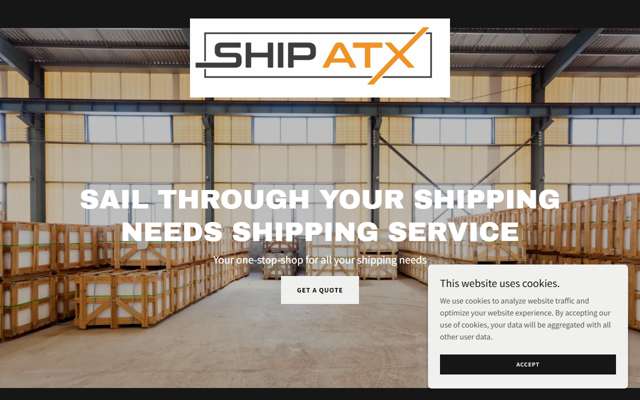 SHIP ATX
SAIL THROUGH YOUR SHIPPING
NEEDS SHIPPING SERVICE
Your one-stop-shop for all your shipping needs
GET A QUOTE
This website uses cookies.
We use cookies to analyze website traffic and
optimize your website experience. By accepting our
use of cookies, your data will be aggregated with all
other user data.
ACCEPT